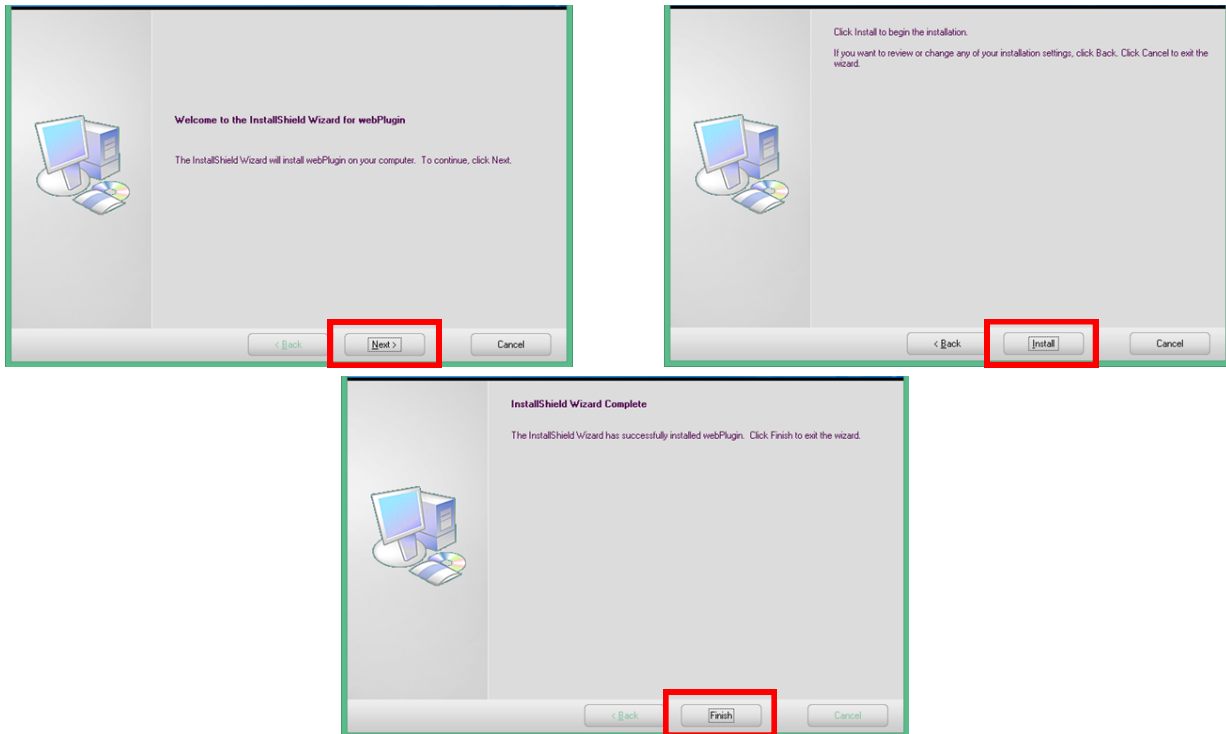 Welcome to the InstallShield Wizard for webPlugin
The InstallShield Wizard will install webPlugin on your computer. To continue, click Next.
< Back
Next >
Cancel
Click Install to begin the installation.
If you want to review or change any of your installation settings, click Back. Click Cancel to exit the
wizard.
< Back
Install
Cancel
InstallShield Wizard Complete
The InstallShield Wizard has successfully installed webPlugin. Click Finish to exit the wizard.
< Back
Finish
Cancel